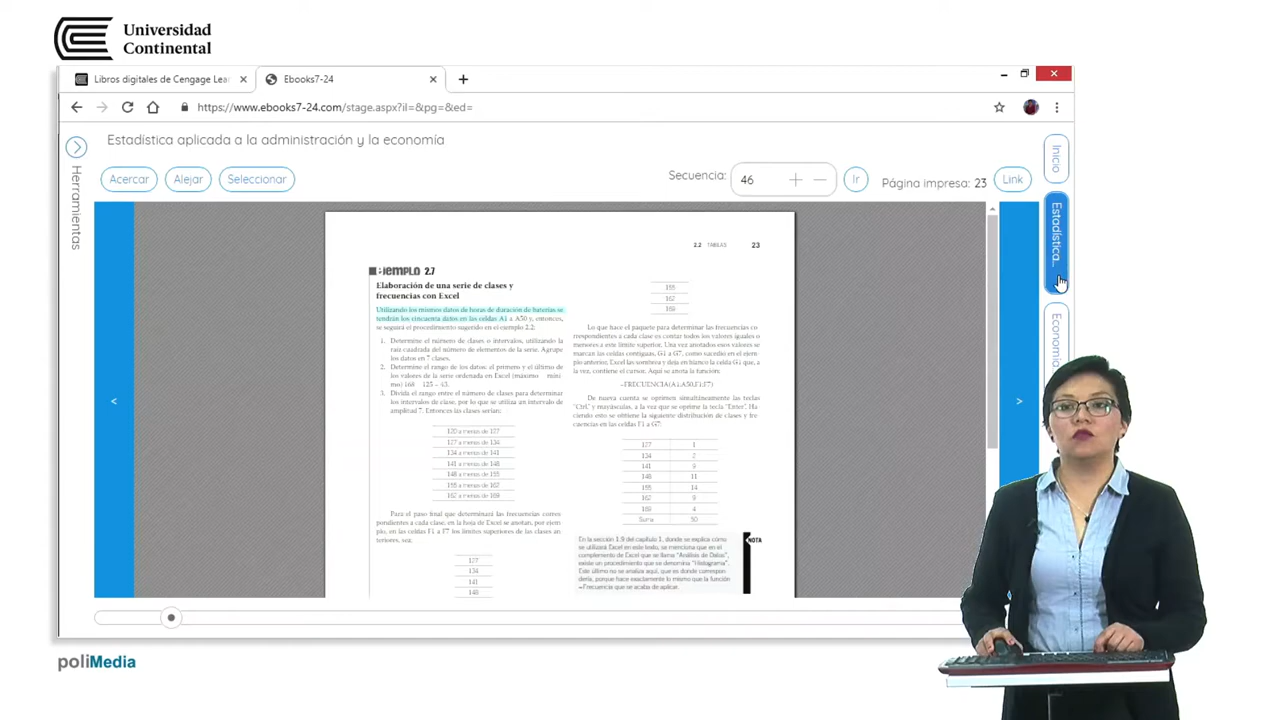 Universidad
Continental
Libros digitales de Cengage Lea
Ebooks7-24
https://www.ebooks7-24.com/stage.aspx?il=&pg=&ed=
Estadística aplicada a la administración y la economía
Herramientas
Acercar
Alejar
Seleccionar
Secuencia:
46
Ir
Página impresa: 23
Link
Inicio
Estadística...
Economía
2.2 TABLAS 23
EJEMPLO 2.7
Elaboración de una serie de clases y
frecuencias con Excel
Utilizando los mismos datos de horas de duración de baterías se
tendrán los cincuenta datos en las celdas A1 a A50 y, entonces,
se seguirá el procedimiento sugerido en el ejemplo 2.2:
1. Determine el número de clases o intervalos, utilizando la
raíz cuadrada del número de elementos de la serie. Agrupe
los datos en 7 clases.
2. Determine el rango de los datos: el primero y el último de
los valores de la serie ordenada en Excel (máximo míni
mo) 168 125 = 43.
3. Divida el rango entre el número de clases para determinar
los intervalos de clase, por lo que se utiliza un intervalo de
amplitud 7. Entonces las clases serían:
120 a menos de 127
127 a menos de 134
134 a menos de 141
141 a menos de 148
148 a menos de 155
155 a menos de 162
162 a menos de 169
Para el paso final que determinará las frecuencias corres
pondientes a cada clase, en la hoja de Excel se anotan, por ejem
plo, en las celdas F1 a F7 los límites superiores de las clases an
teriores, sea:
127
134
141
148
155
162
169
Lo que hace el paquete para determinar las frecuencias co
rrespondientes a cada clase es contar todos los valores iguales o
menores a este límite superior. Una vez anotados esos valores se
marcan las celdas contiguas, G1 a G7, como sucedió en el ejem
plo anterior; Excel las sombrea y deja en blanco la celda G1 que, a
la vez, contiene el cursor. Aquí se anota la función:
=FRECUENCIA(A1:A50,F1:F7)
De nueva cuenta se oprimen simultáneamente las teclas
"Ctrl" y mayúsculas, a la vez que se oprime la tecla "Enter". Ha
ciendo esto se obtiene la siguiente distribución de clases y fre
cuencias en las celdas F1 a G7:
127 1
134 2
141 9
148 11
155 14
162 9
169 4
Suma 50
NOTA
En la sección 1.9 del capítulo 1, donde se explica cómo
se utilizará Excel en este texto, se menciona que en el
complemento de Excel que se llama "Análisis de Datos",
existe un procedimiento que se denomina "Histograma".
Este último no se analiza aquí, que es donde correspon
dería, porque hace exactamente lo mismo que la función
=Frecuencia que se acaba de aplicar.
poliMedia